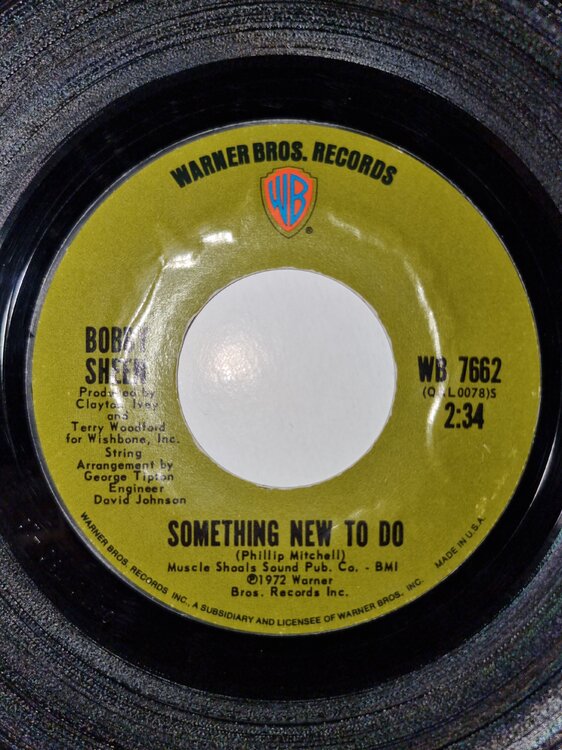 WARNER BROS. RECORDS
WB
®
BOBBY
SHEEN
Produced by
Clayton Ivey
and
Terry Woodford
for Wishbone, Inc.
String
Arrangement by
George Tipton
Engineer
David Johnson
WB 7662
2:34
SOMETHING NEW TO DO
(Phillip Mitchell)
Muscle Shoals Sound Pub. Co. - BMI
℗1972 Warner
Bros. Records Inc.
WARNER BROS. RECORDS INC., A SUBSIDIARY AND LICENSEE OF WARNER BROS., INC.
MADE IN U.S.A.